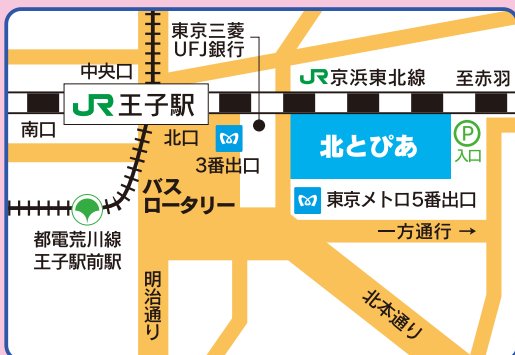 東京三菱
UFJ銀行
中央口
JR京浜東北線
至赤羽
JR王子駅
南口
北口
3番出口
北とぴあ
P
入口
バス
ロータリー
東京メトロ5番出口
一方通行 →
都電荒川線
王子駅前駅
明治通り
北本通り